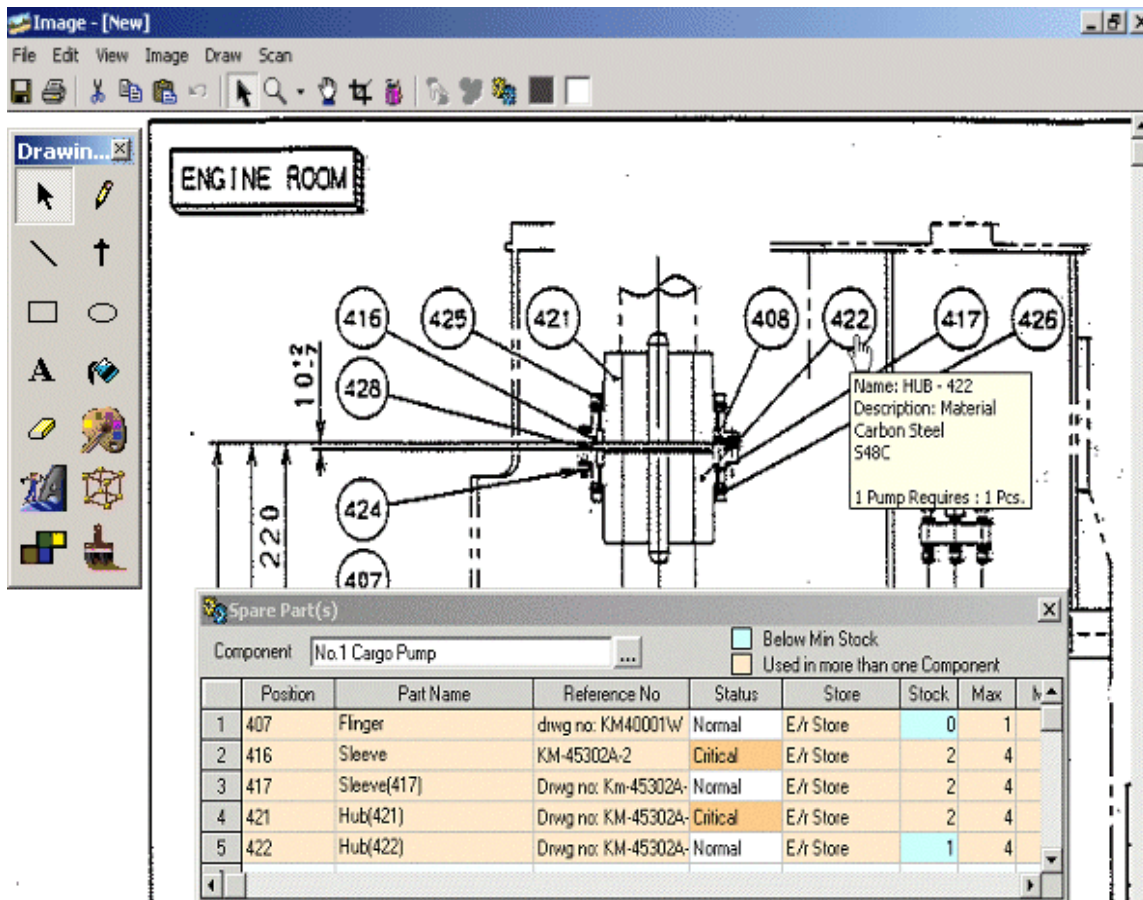 Image - [New]
File Edit View Image Draw Scan
Drawin...
ENGINE ROOM
416 425 421 408 422 417 426
10
428
Name: HUB - 422
Description: Material
Carbon Steel
S48C
1 Pump Requires : 1 Pcs.
424
220
407
A
Spare Part(s)
Component No.1 Cargo Pump ...
Below Min Stock
Used in more than one Component
Position Part Name Reference No Status Store Stock Max
1 407 Flinger drwg no: KM40001W Normal E/r Store 0 1
2 416 Sleeve KM-45302A-2 Critical E/r Store 2 4
3 417 Sleeve(417) Drwg no: Km-45302A- Normal E/r Store 2 4
4 421 Hub(421) Drwg no: KM-45302A- Critical E/r Store 2 4
5 422 Hub(422) Drwg no: KM-45302A- Normal E/r Store 1 4